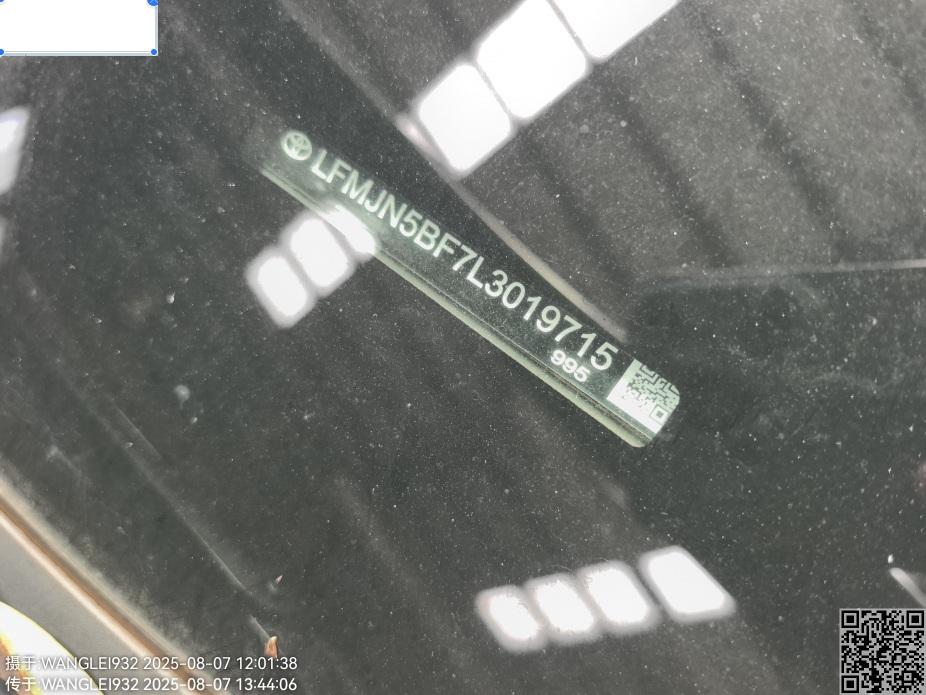 LFMJN5BF7L3019715
995
摄于 WANGLEI932 2025-08-07 12:01:38
传于 WANGLEI932 2025-08-07 13:44:06